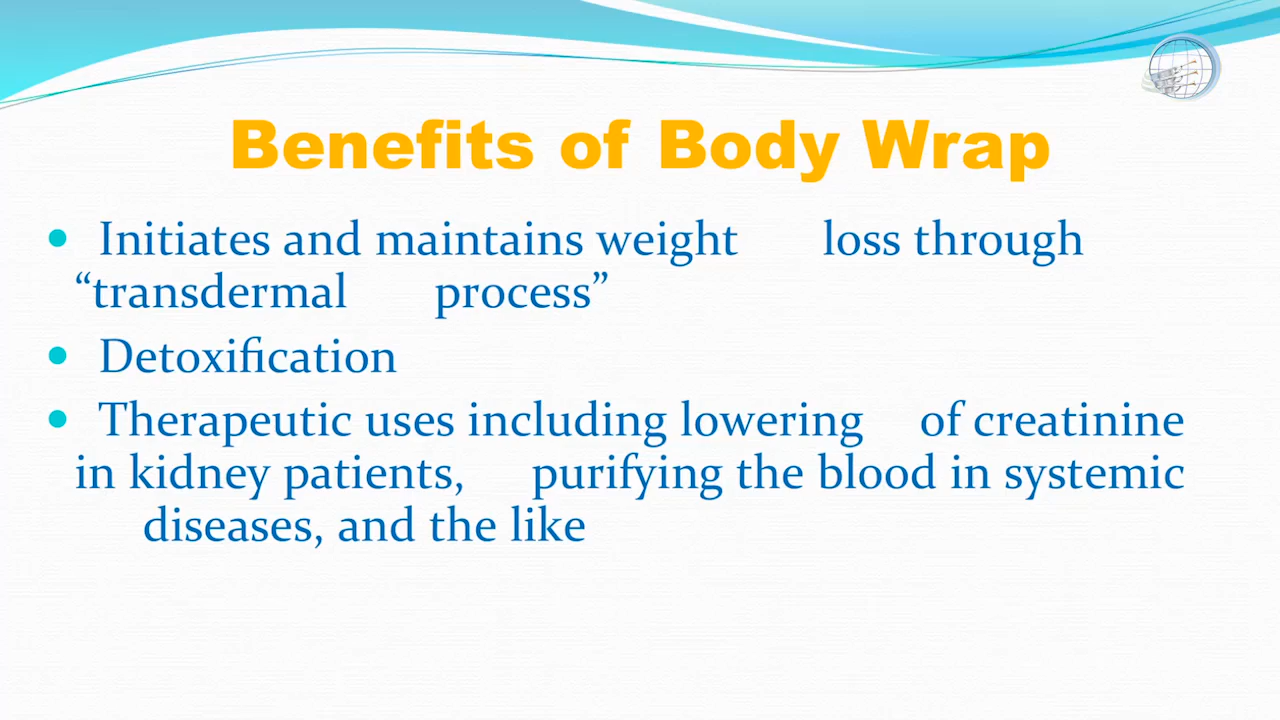 Benefits of Body Wrap
• Initiates and maintains weight loss through
“transdermal process”
• Detoxification
• Therapeutic uses including lowering of creatinine
in kidney patients, purifying the blood in systemic
diseases, and the like